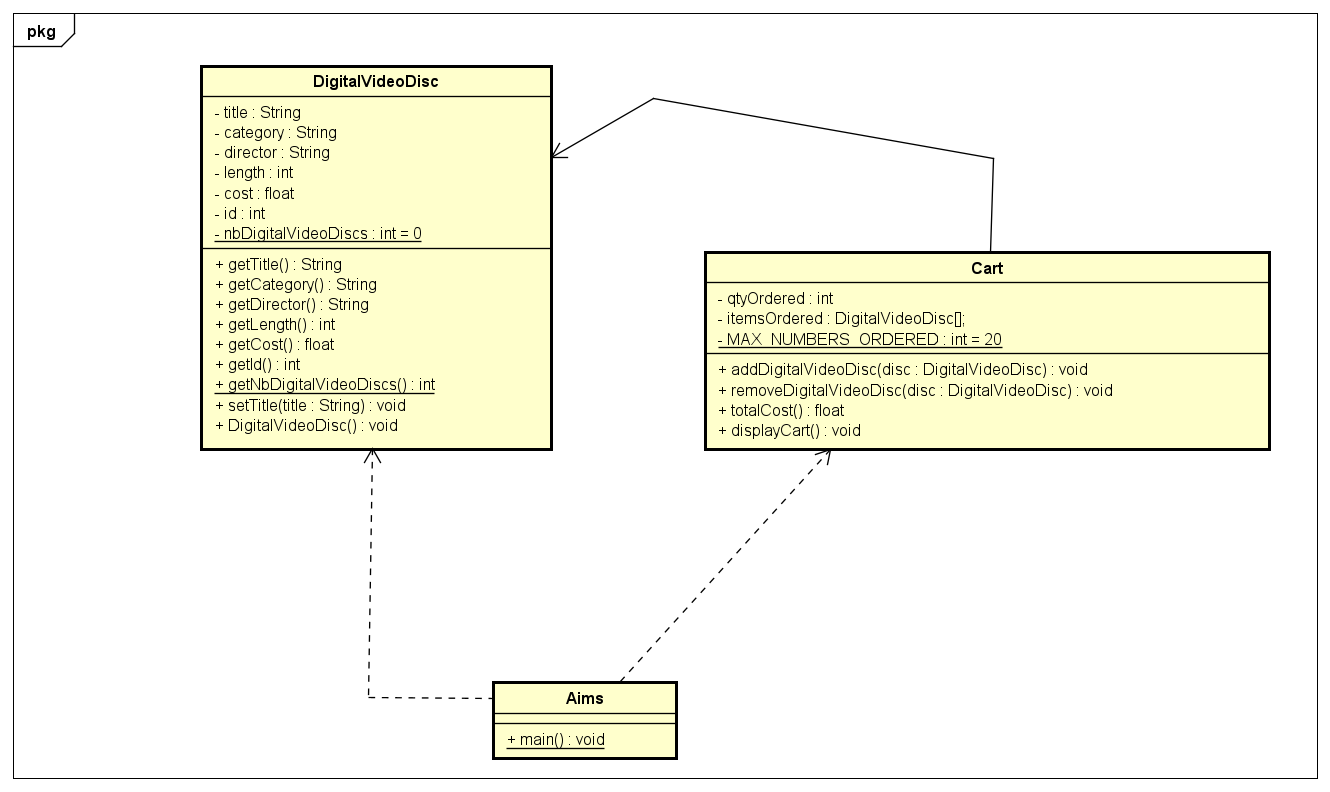 pkg
DigitalVideoDisc
- title : String
- category : String
- director : String
- length : int
- cost : float
- id : int
- nbDigitalVideoDiscs : int = 0
+ getTitle() : String
+ getCategory() : String
+ getDirector() : String
+ getLength() : int
+ getCost() : float
+ getId() : int
+ getNbDigitalVideoDiscs() : int
+ setTitle(title : String) : void
+ DigitalVideoDisc() : void
Cart
- qtyOrdered : int
- itemsOrdered : DigitalVideoDisc[];
- MAX_NUMBERS_ORDERED : int = 20
+ addDigitalVideoDisc(disc : DigitalVideoDisc) : void
+ removeDigitalVideoDisc(disc : DigitalVideoDisc) : void
+ totalCost() : float
+ displayCart() : void
Aims
+ main() : void